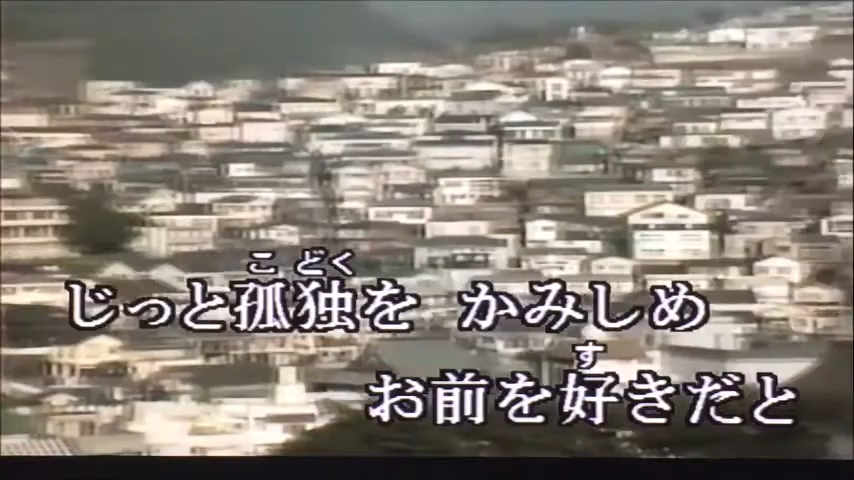 こどく
じっと孤独を かみしめ
す
お前を好きだと